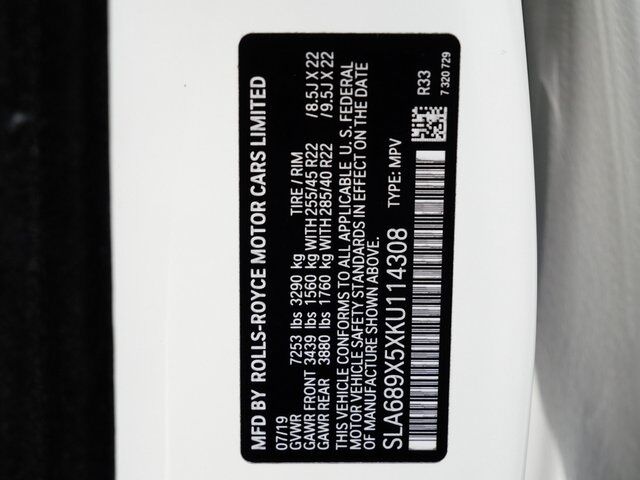 MFD BY ROLLS-ROYCE MOTOR CARS LIMITED
07/19
GVWR 7253 lbs 3290 kg TIRE / RIM
GAWR FRONT 3439 lbs 1560 kg WITH 255/45 R22 / 8.5J X 22
GAWR REAR 3880 lbs 1760 kg WITH 285/40 R22 / 9.5J X 22
THIS VEHICLE CONFORMS TO ALL APPLICABLE U.S. FEDERAL
MOTOR VEHICLE SAFETY STANDARDS IN EFFECT ON THE DATE
OF MANUFACTURE SHOWN ABOVE.
SLA689X5XKU114308 TYPE: MPV
R33
7 320 729